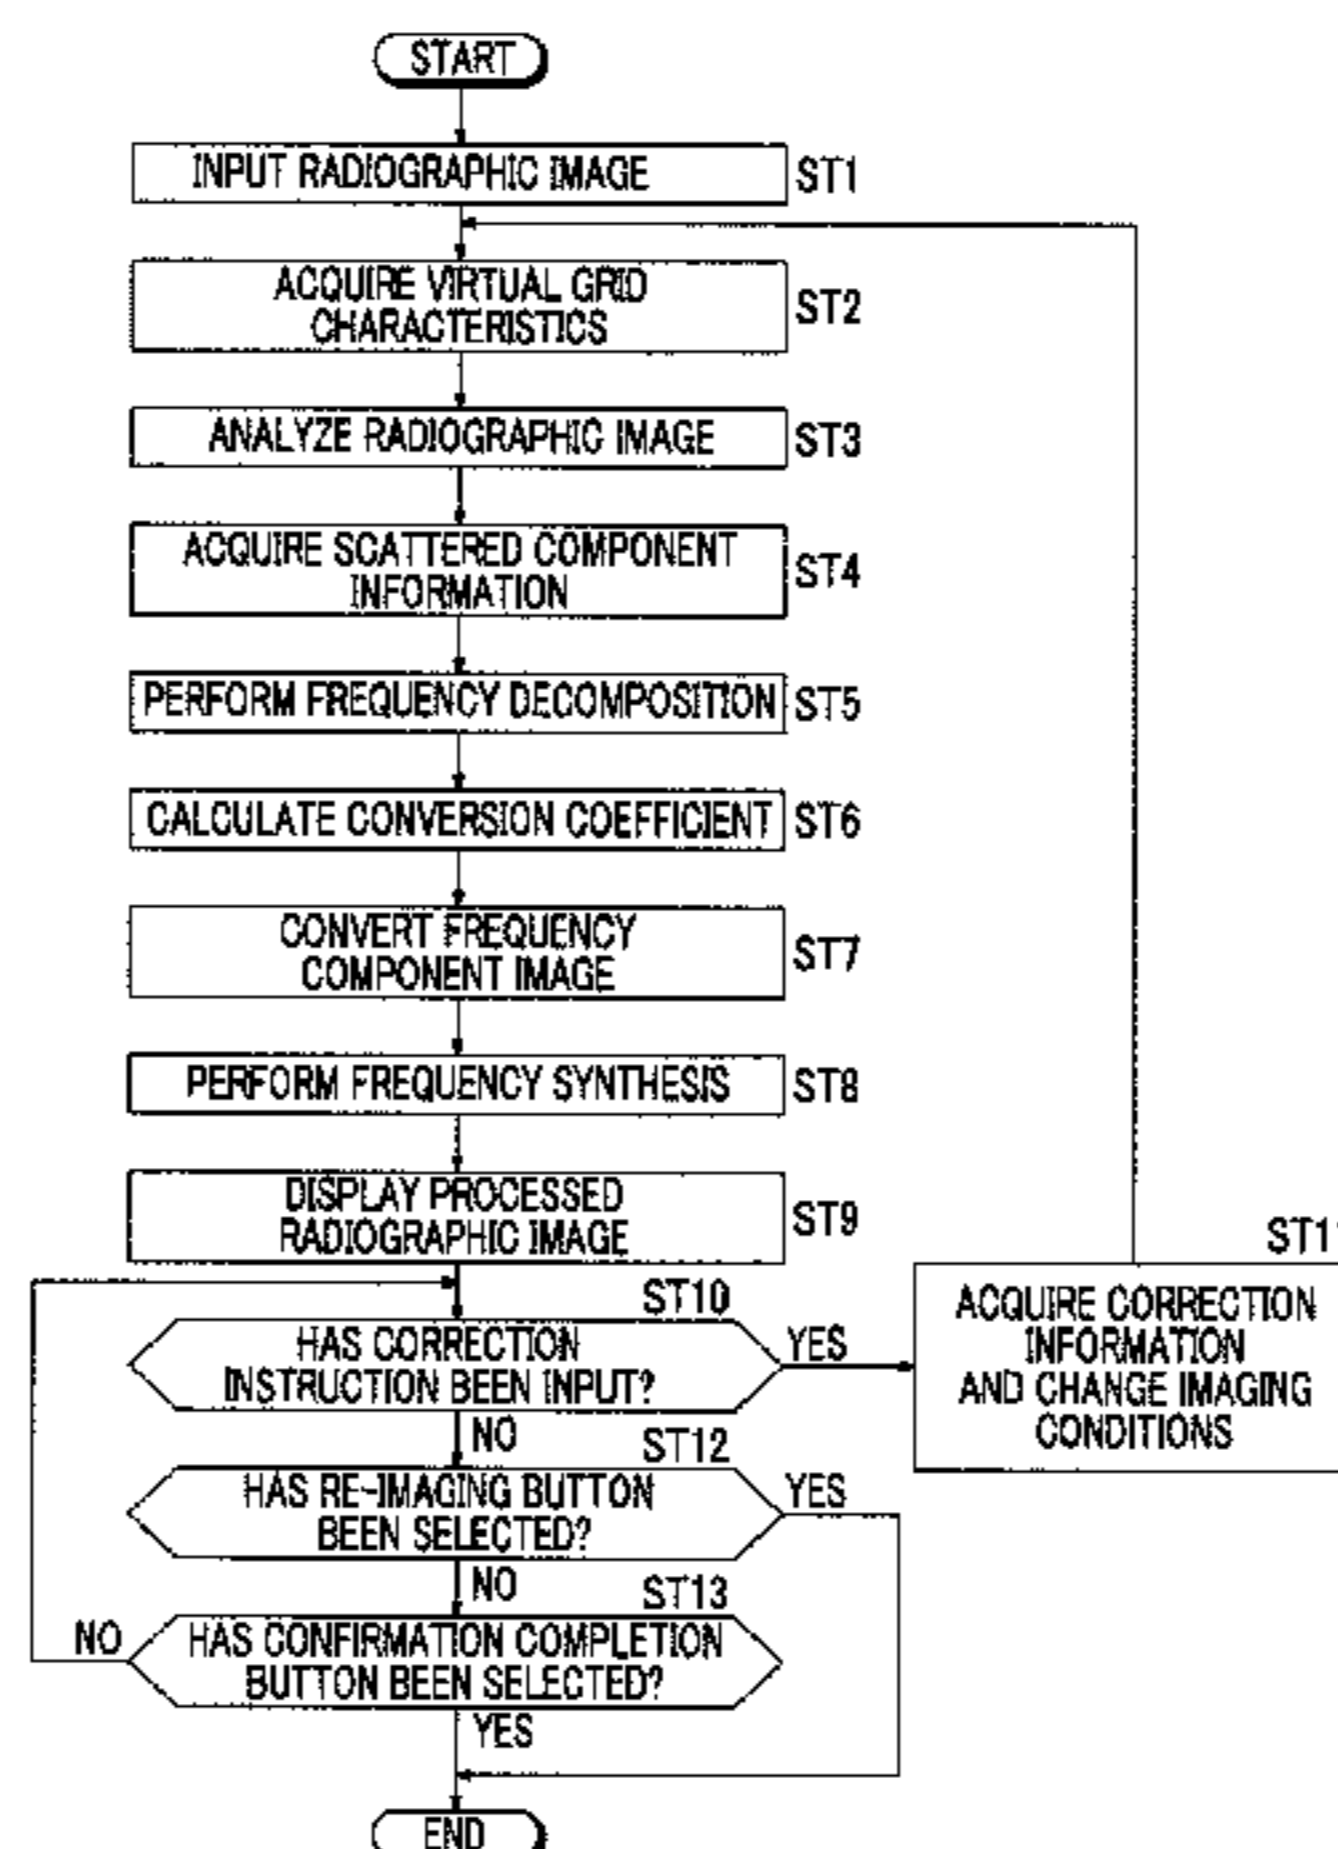 START
INPUT RADIOGRAPHIC IMAGE
ST1
ACQUIRE VIRTUAL GRID
CHARACTERISTICS
ST2
ANALYZE RADIOGRAPHIC IMAGE
ST3
ACQUIRE SCATTERED COMPONENT
INFORMATION
ST4
PERFORM FREQUENCY DECOMPOSITION
ST5
CALCULATE CONVERSION COEFFICIENT
ST6
CONVERT FREQUENCY
COMPONENT IMAGE
ST7
PERFORM FREQUENCY SYNTHESIS
ST8
DISPLAY PROCESSED
RADIOGRAPHIC IMAGE
ST9
ST10
HAS CORRECTION
INSTRUCTION BEEN INPUT?
YES
NO
ST11
ACQUIRE CORRECTION
INFORMATION
AND CHANGE IMAGING
CONDITIONS
ST12
HAS RE-IMAGING BUTTON
BEEN SELECTED?
YES
NO
ST13
HAS CONFIRMATION COMPLETION
BUTTON BEEN SELECTED?
NO
YES
END